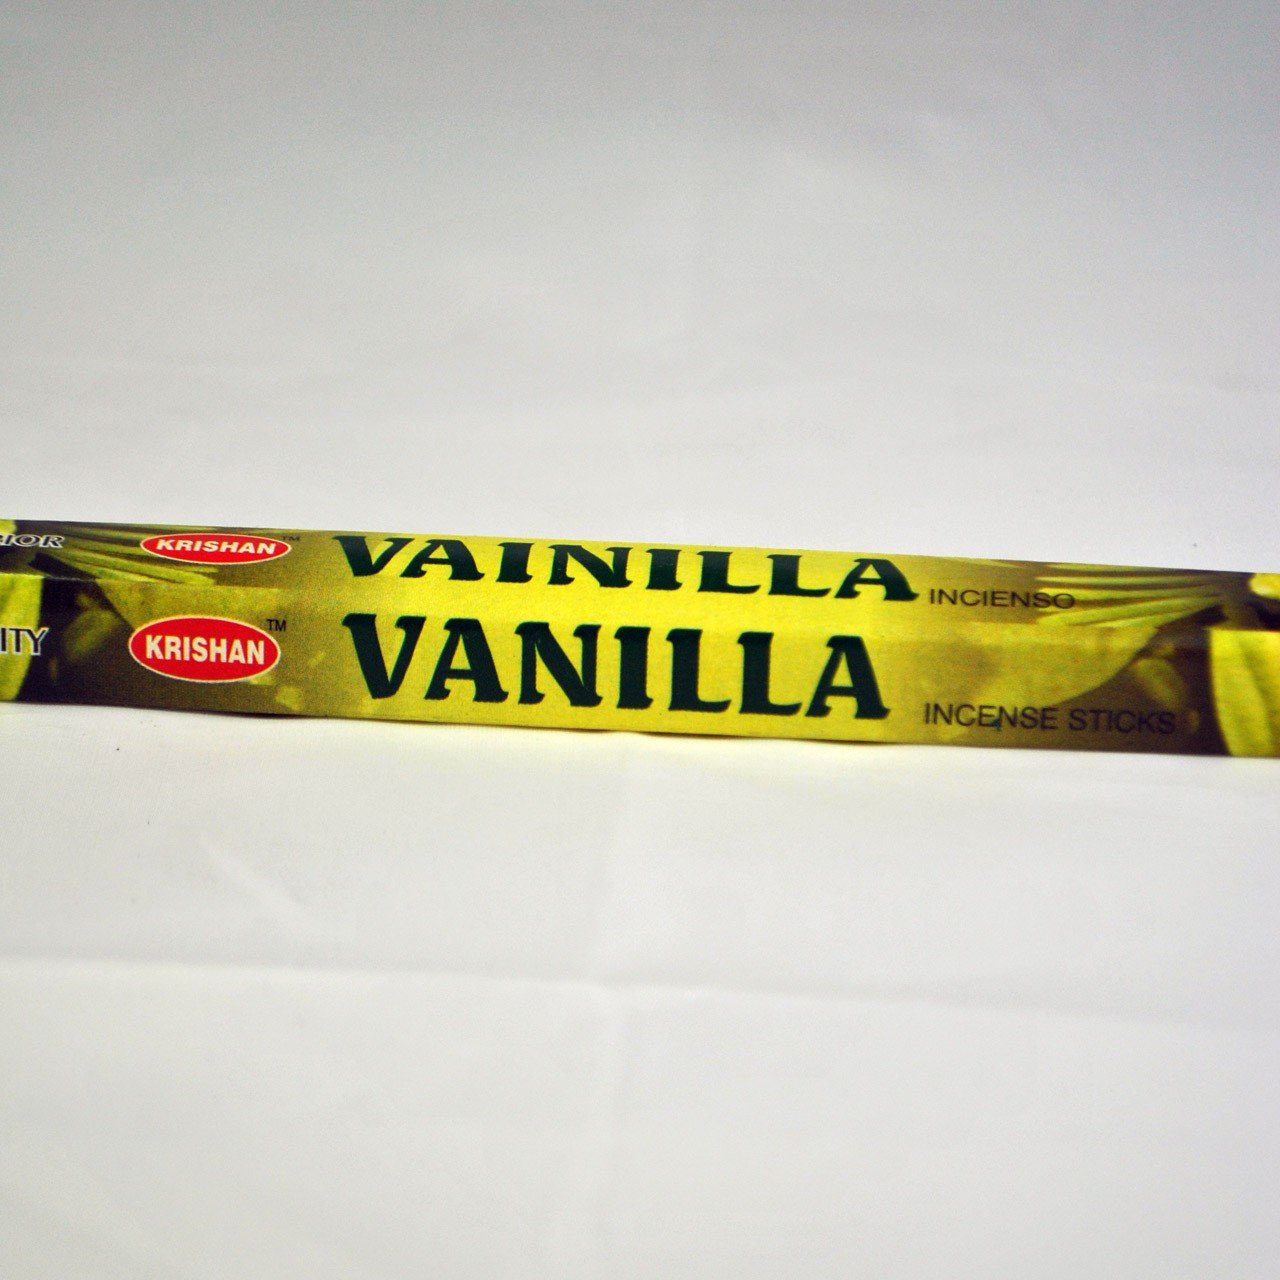 KRISHAN™ VAINILLA INCIENSO
KRISHAN™ VANILLA INCENSE STICKS